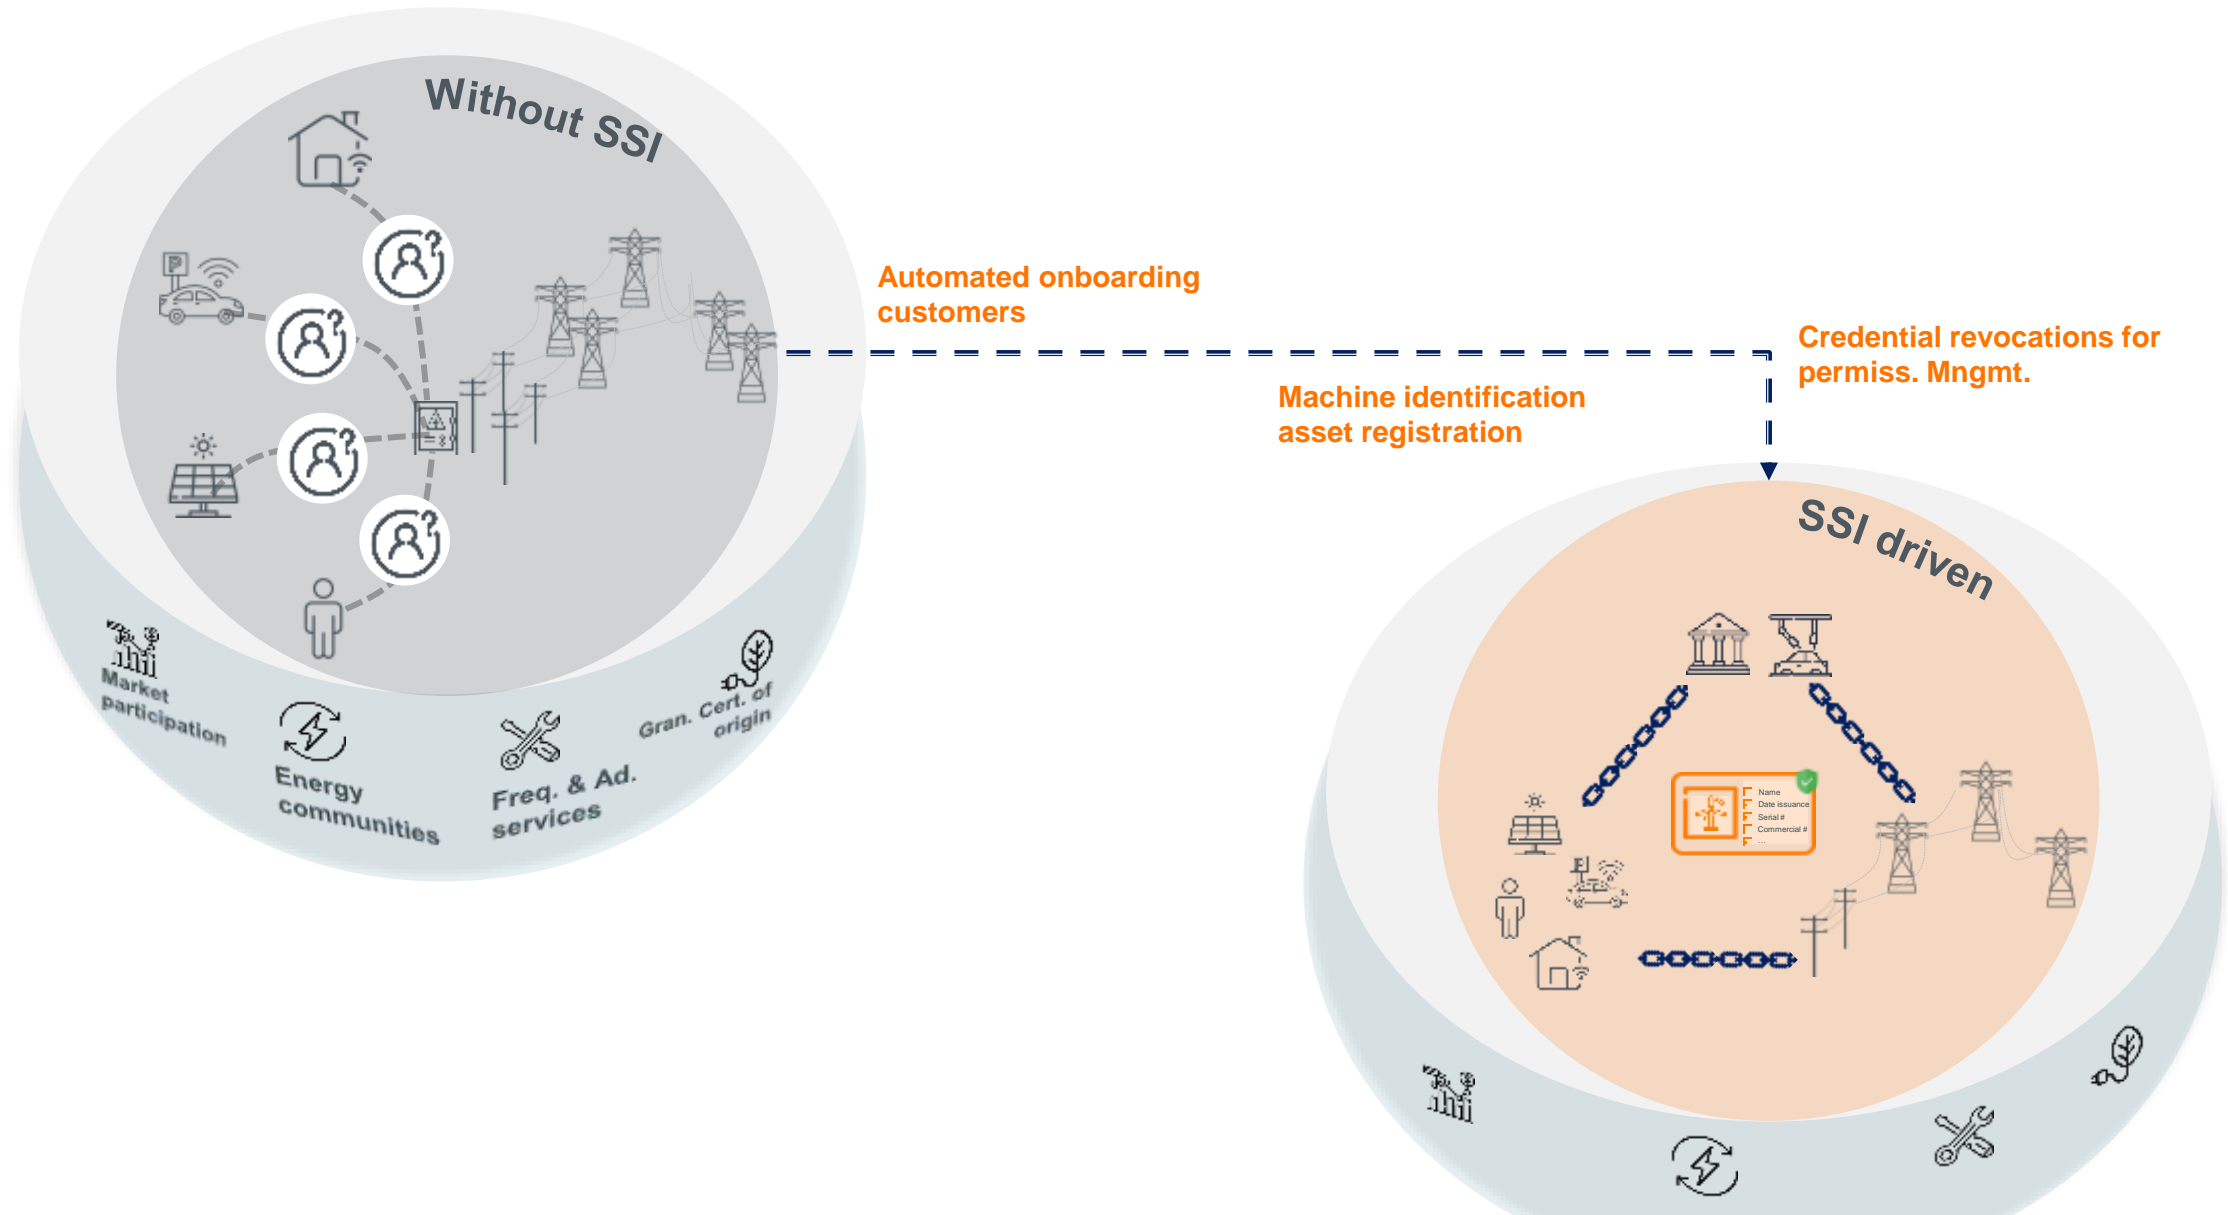 Without SSI
P
Automated onboarding
customers
Machine identification
asset registration
Credential revocations for
permiss. Mngmt.
Market
participation
Energy
communities
Freq. & Ad.
services
Gran. Cert. of
origin
SSI driven
Name
Date issuance
Serial #
Commercial #
...